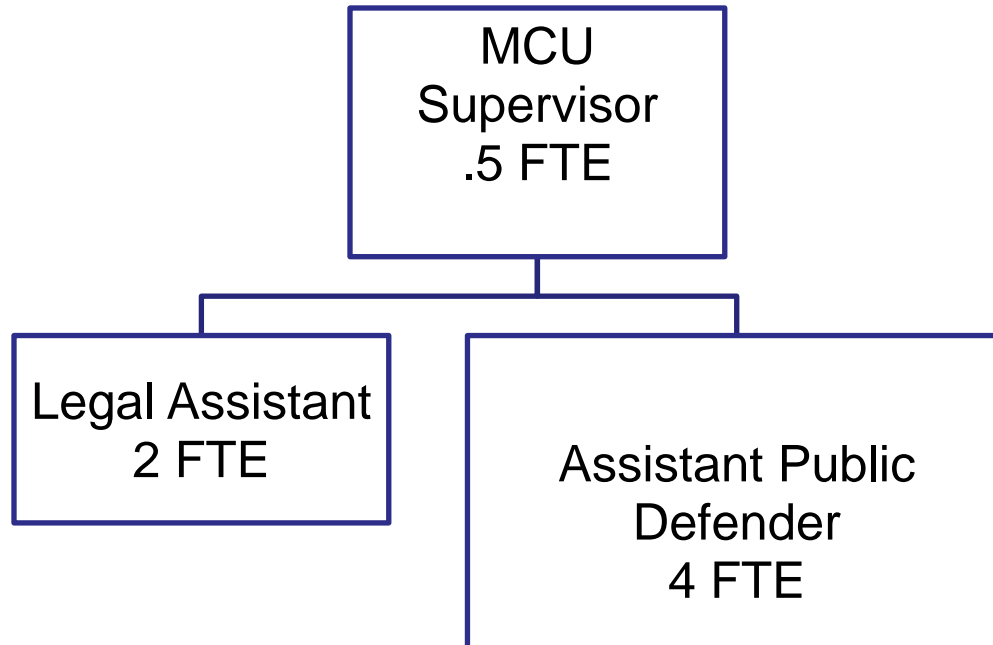 MCU
Supervisor
.5 FTE
Legal Assistant
2 FTE
Assistant Public
Defender
4 FTE